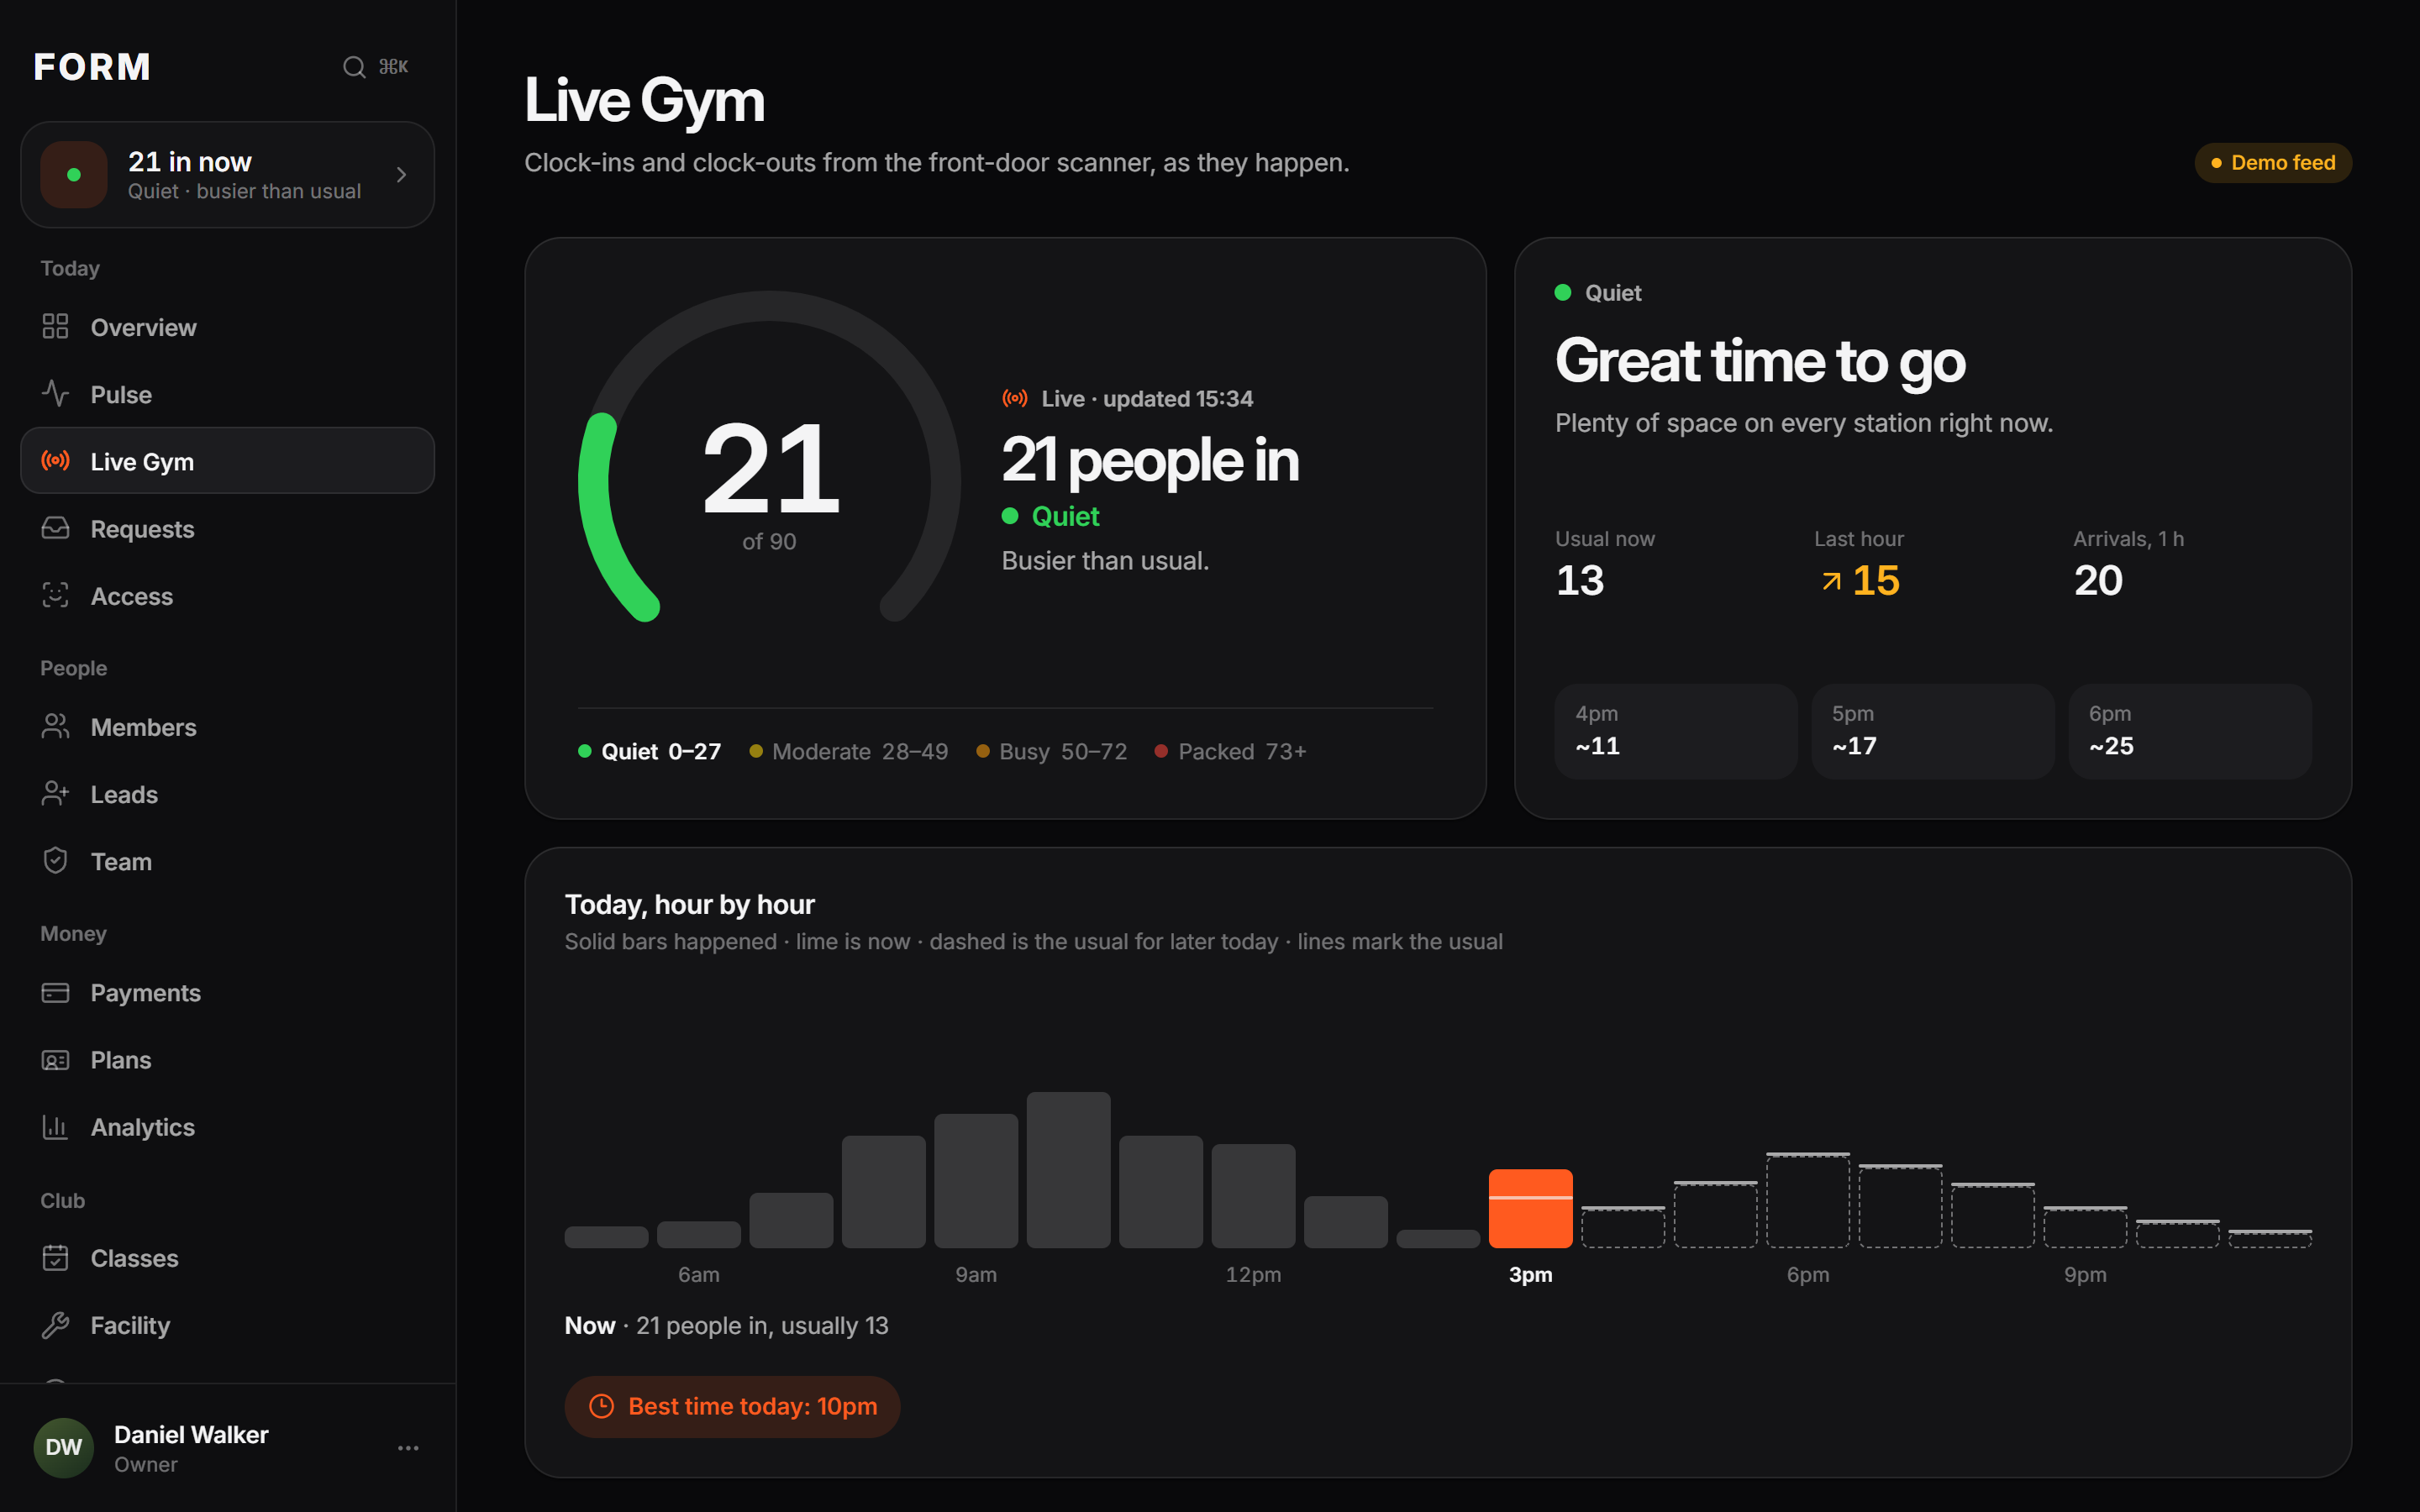 FORM
⌘K
21 in now
Quiet · busier than usual
Today
Overview
Pulse
Live Gym
Requests
Access
People
Members
Leads
Team
Money
Payments
Plans
Analytics
Club
Classes
Facility
DW
Daniel Walker
Owner
Live Gym
Clock-ins and clock-outs from the front-door scanner, as they happen.
Demo feed
21
of 90
Live · updated 15:34
21 people in
Quiet
Busier than usual.
Quiet 0–27 Moderate 28–49 Busy 50–72 Packed 73+
Quiet
Great time to go
Plenty of space on every station right now.
Usual now Last hour Arrivals, 1 h
13 15 20
4pm 5pm 6pm
~11 ~17 ~25
Today, hour by hour
Solid bars happened · lime is now · dashed is the usual for later today · lines mark the usual
6am 9am 12pm 3pm 6pm 9pm
Now · 21 people in, usually 13
Best time today: 10pm